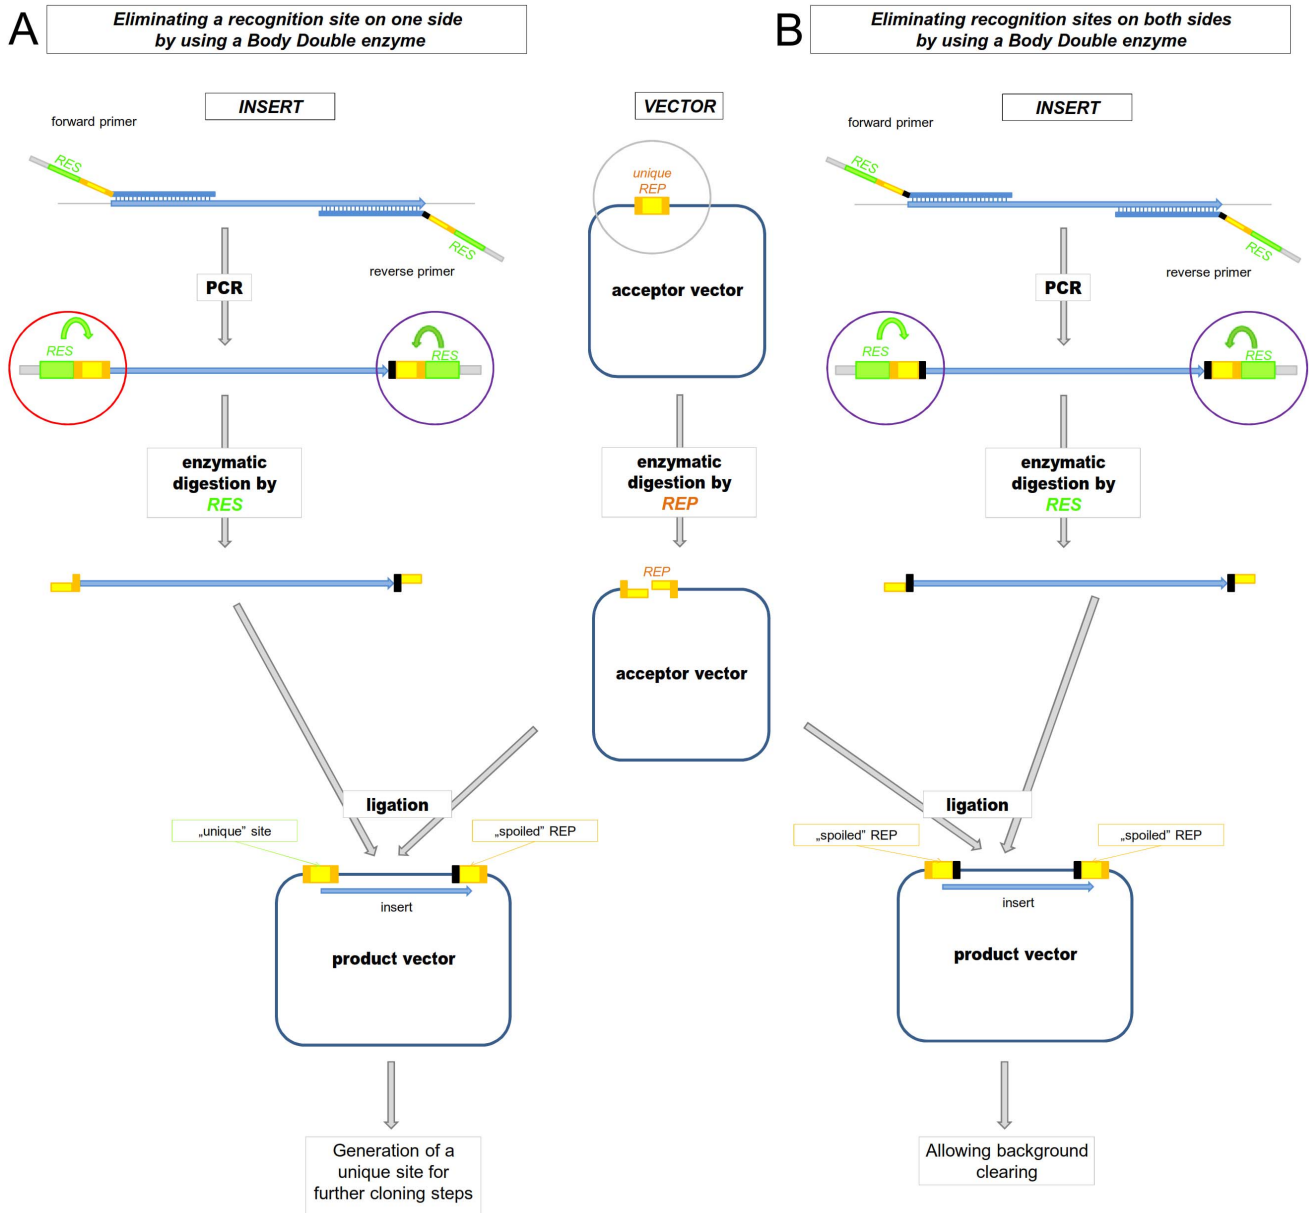 A
Eliminating a recognition site on one side
by using a Body Double enzyme
B
Eliminating recognition sites on both sides
by using a Body Double enzyme
INSERT
VECTOR
INSERT
forward primer
forward primer
RES
unique
REP
RES
RES
reverse primer
acceptor vector
RES
reverse primer
PCR
PCR
RES
RES
RES
RES
enzymatic
digestion by
RES
enzymatic
digestion by
REP
enzymatic
digestion by
RES
REP
acceptor vector
ligation
ligation
„unique” site
„spoiled” REP
„spoiled” REP
„spoiled” REP
insert
insert
product vector
product vector
Generation of a
unique site for
further cloning steps
Allowing background
clearing